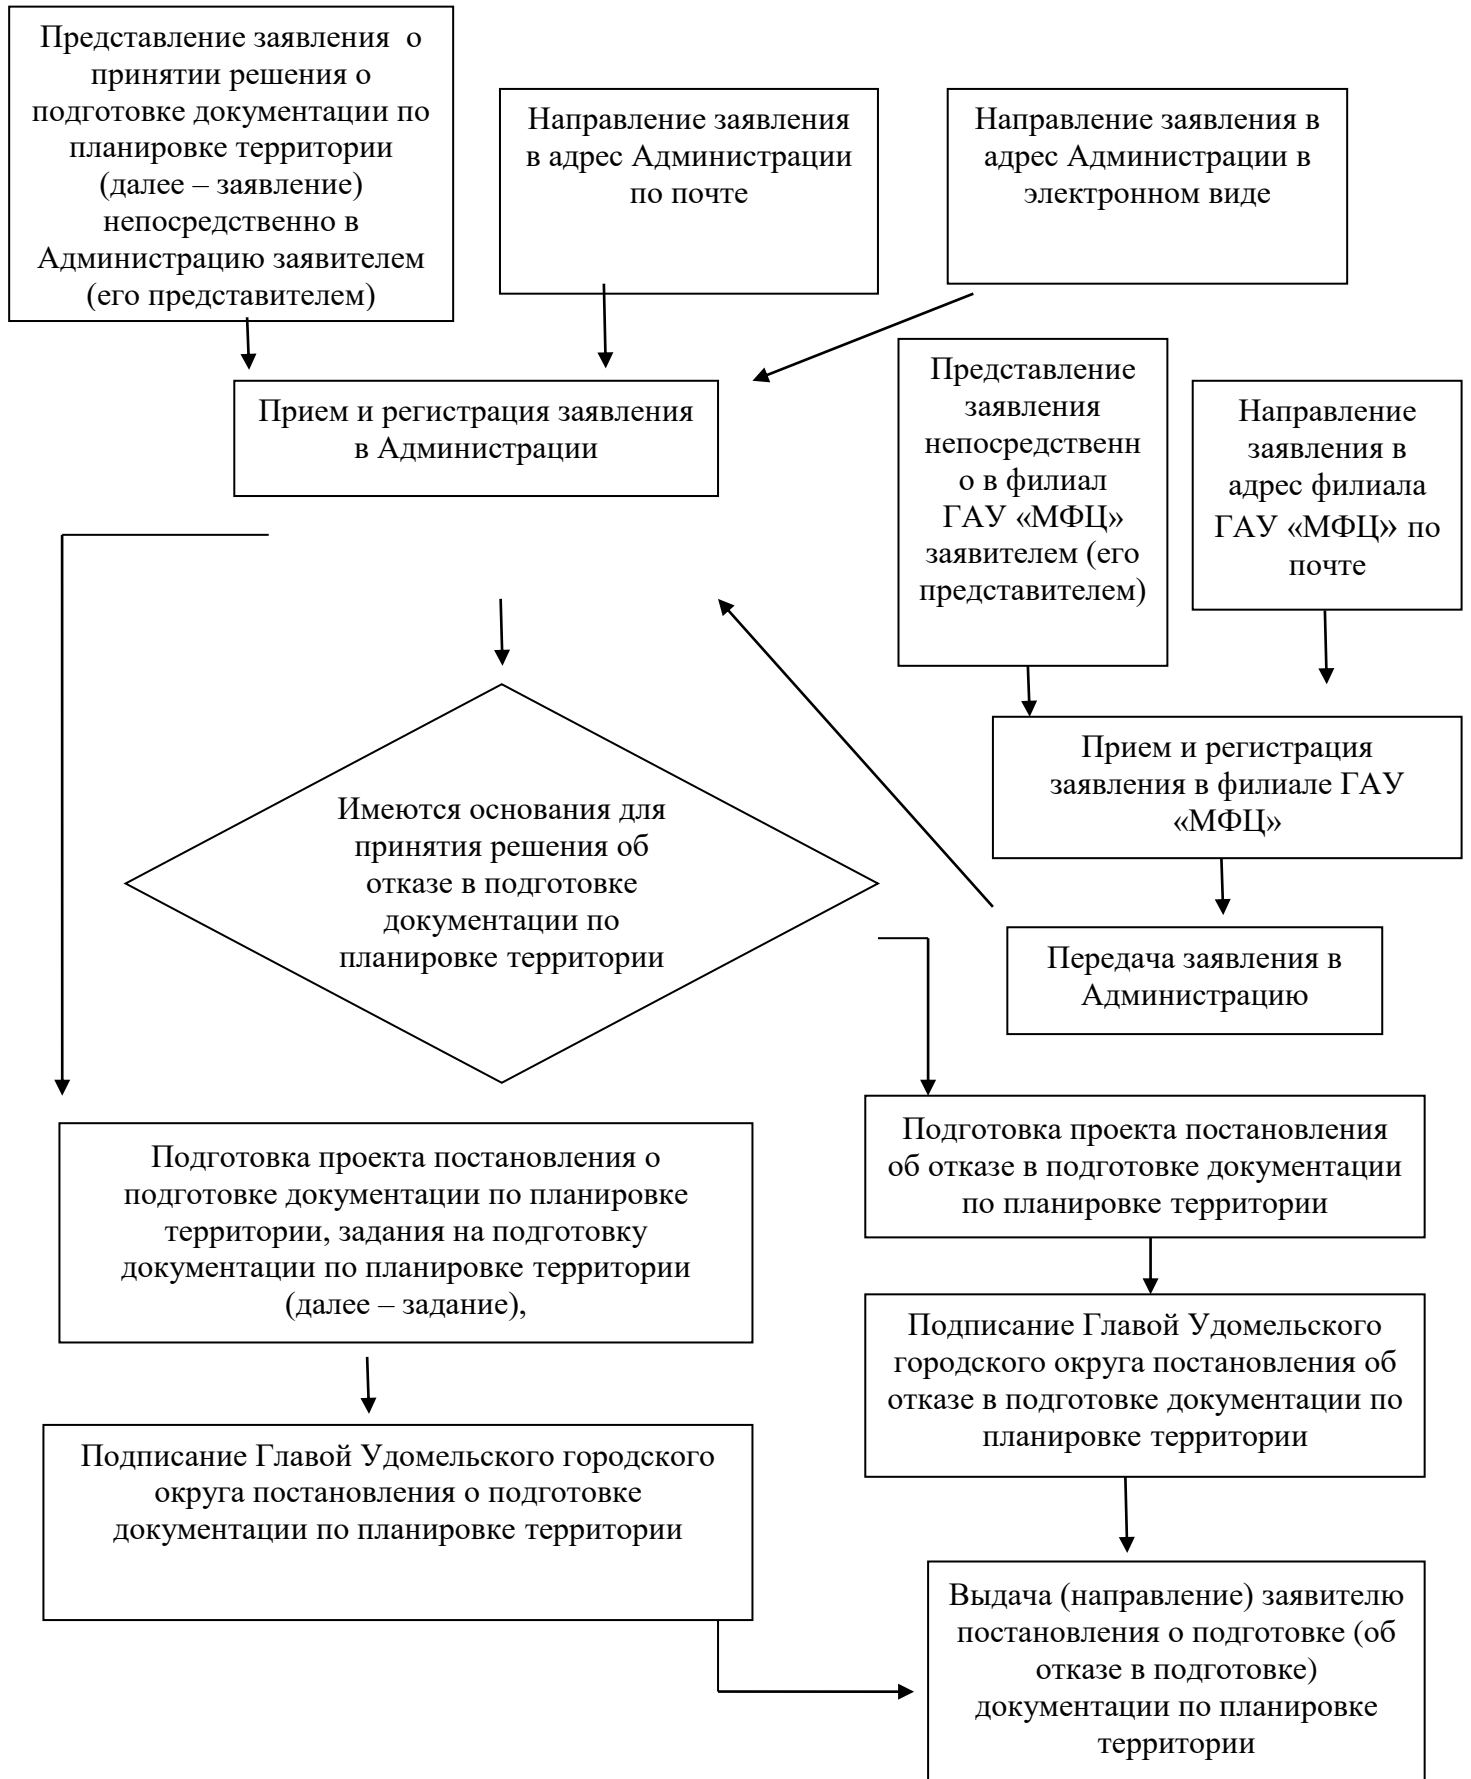 Представление заявления  о
принятии решения о
подготовке документации по
планировке территории
(далее – заявление)
непосредственно в
Администрацию заявителем
(его представителем)
Направление заявления
в адрес Администрации
по почте
Направление заявления в
адрес Администрации в
электронном виде
Прием и регистрация заявления
в Администрации
Представление
заявления
непосредственн
о в филиал
ГАУ «МФЦ»
заявителем (его
представителем)
Направление
заявления в
адрес филиала
ГАУ «МФЦ» по
почте
Прием и регистрация
заявления в филиале ГАУ
«МФЦ»
Имеются основания для
принятия решения об
отказе в подготовке
документации по
планировке территории
Передача заявления в
Администрацию
Подготовка проекта постановления о
подготовке документации по планировке
территории, задания на подготовку
документации по планировке территории
(далее – задание),
Подготовка проекта постановления
об отказе в подготовке документации
по планировке территории
Подписание Главой Удомельского
городского округа постановления об
отказе в подготовке документации по
планировке территории
Подписание Главой Удомельского городского
округа постановления о подготовке
документации по планировке территории
Выдача (направление) заявителю
постановления о подготовке (об
отказе в подготовке)
документации по планировке
территории